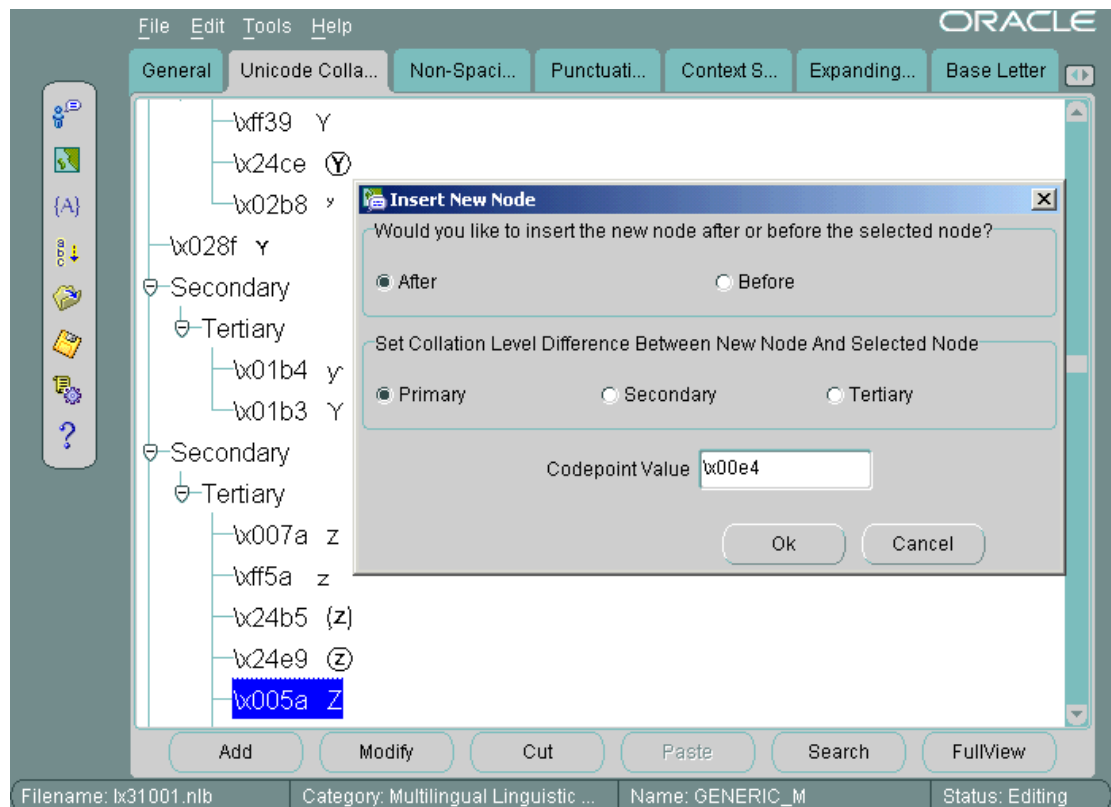 File Edit Tools Help
ORACLE
General Unicode Colla... Non-Spaci... Punctuati... Context S... Expanding... Base Letter
{A}
a
b
c
?
\xff39 Y
\x24ce Ⓨ
\x02b8 ʸ
\x028f ʏ
Secondary
Tertiary
\x01b4 ƴ
\x01b3 Ƴ
Secondary
Tertiary
\x007a z
\xff5a z
\x24b5 (z)
\x24e9 ⓩ
\x005a Z
Insert New Node
Would you like to insert the new node after or before the selected node?
After Before
Set Collation Level Difference Between New Node And Selected Node
Primary Secondary Tertiary
Codepoint Value \x00e4
Ok Cancel
Add Modify Cut Paste Search FullView
Filename: lx31001.nlb Category: Multilingual Linguistic ... Name: GENERIC_M Status: Editing